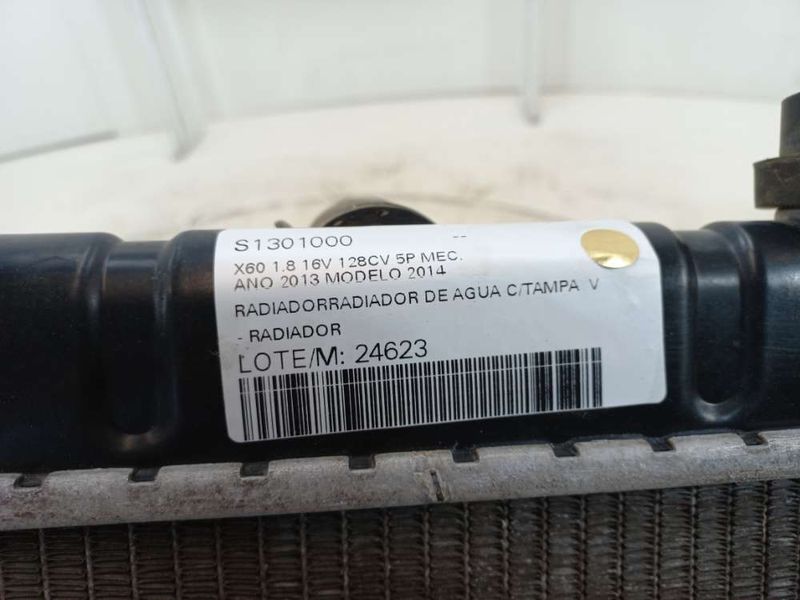 S1301000 --
X60 1.8 16V 128CV 5P MEC.
ANO 2013 MODELO 2014
RADIADORRADIADOR DE AGUA C/TAMPA V
- RADIADOR
LOTE/M: 24623